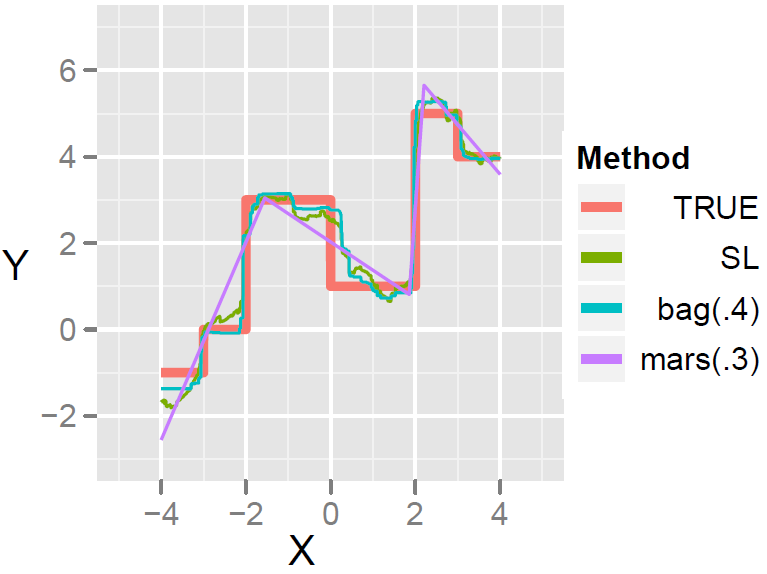 6
4
2
0
−2
Y
−4 −2 0 2 4
X
Method
TRUE
SL
bag(.4)
mars(.3)